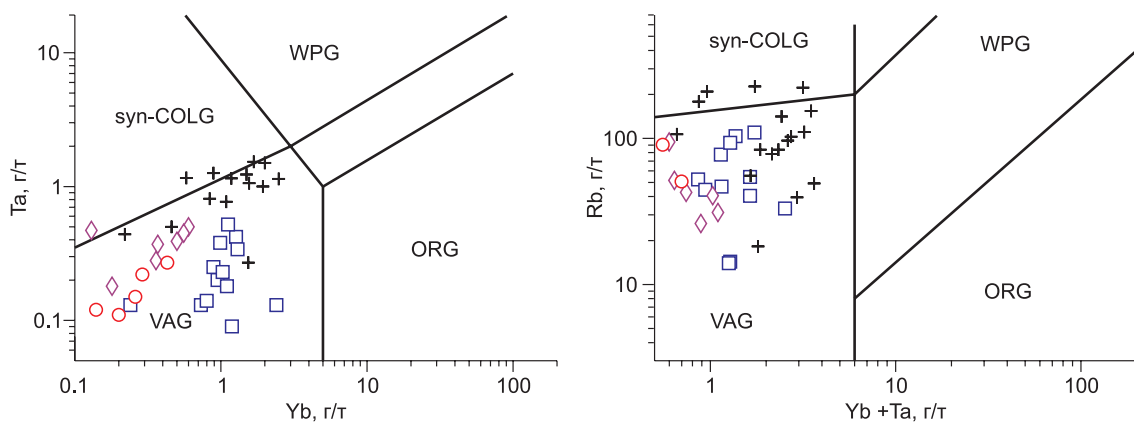 10
1
0.1
Ta, г/т
WPG
syn-COLG
ORG
VAG
0.1
1
10
100
Yb, г/т
100
10
Rb, г/т
syn-COLG
WPG
VAG
ORG
1
10
100
Yb +Ta, г/т